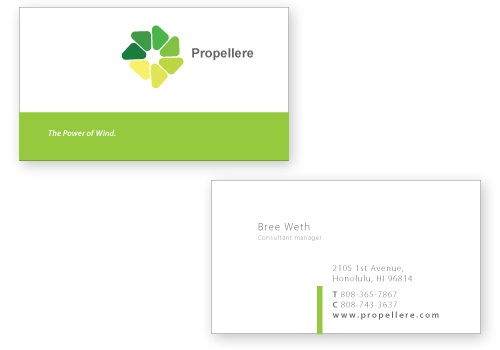 Propellere
The Power of Wind.
Bree Weth
Consultant manager
2105 1st Avenue,
Honolulu, HI 96814
T 808-365-7867
C 808-743-3637
www.propellere.com